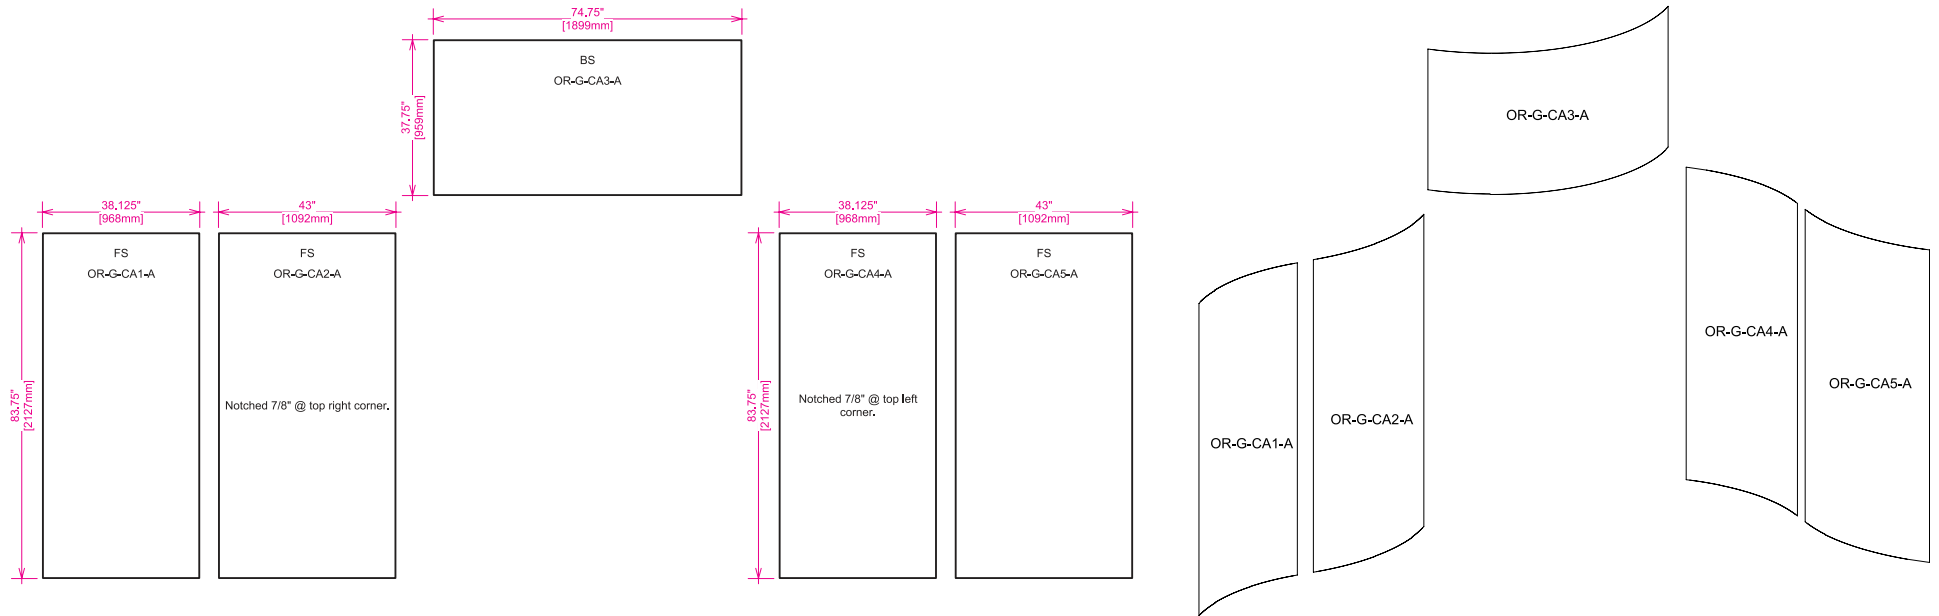 74.75"
[1899mm]
37.75"
[959mm]
BS
OR-G-CA3-A
38.125"
[968mm]
43"
[1092mm]
83.75"
[2127mm]
FS
OR-G-CA1-A
FS
OR-G-CA2-A
Notched 7/8" @ top right corner.
38.125"
[968mm]
43"
[1092mm]
83.75"
[2127mm]
FS
OR-G-CA4-A
Notched 7/8" @ top left
corner.
FS
OR-G-CA5-A
OR-G-CA3-A
OR-G-CA1-A
OR-G-CA2-A
OR-G-CA4-A
OR-G-CA5-A